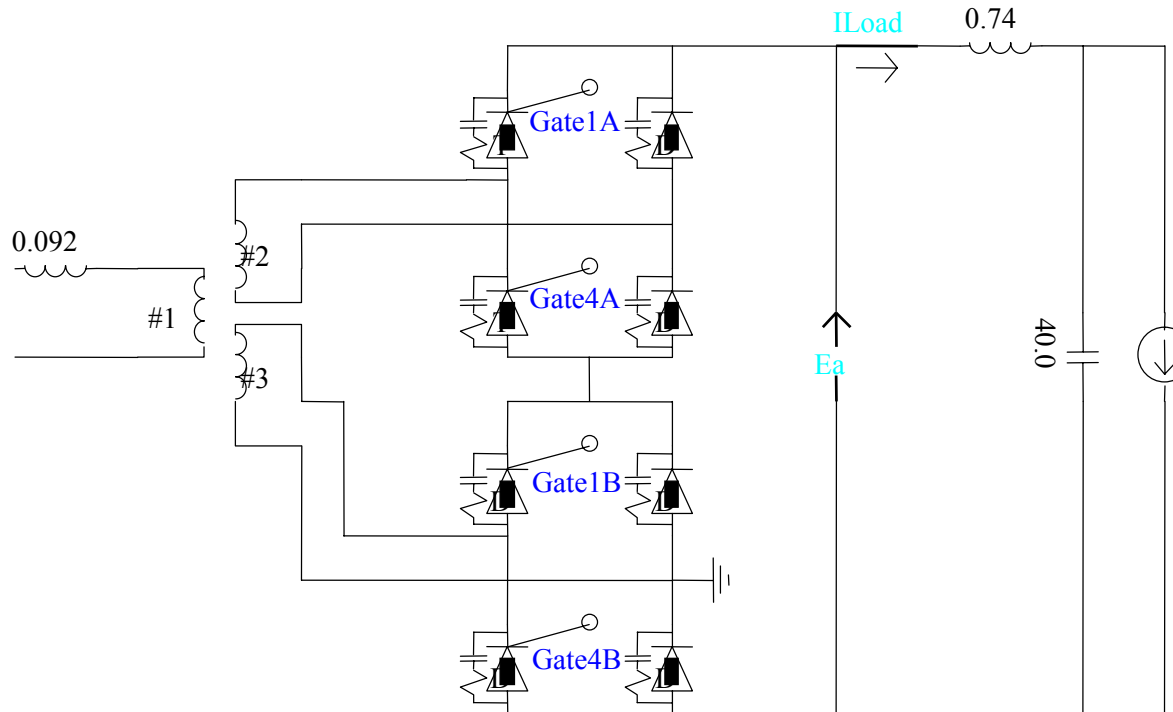 ILoad
0.74
Gate1A
T
D
0.092
#2
#1
Gate4A
T
D
40.0
Ea
#3
Gate1B
D
D
Gate4B
D
D